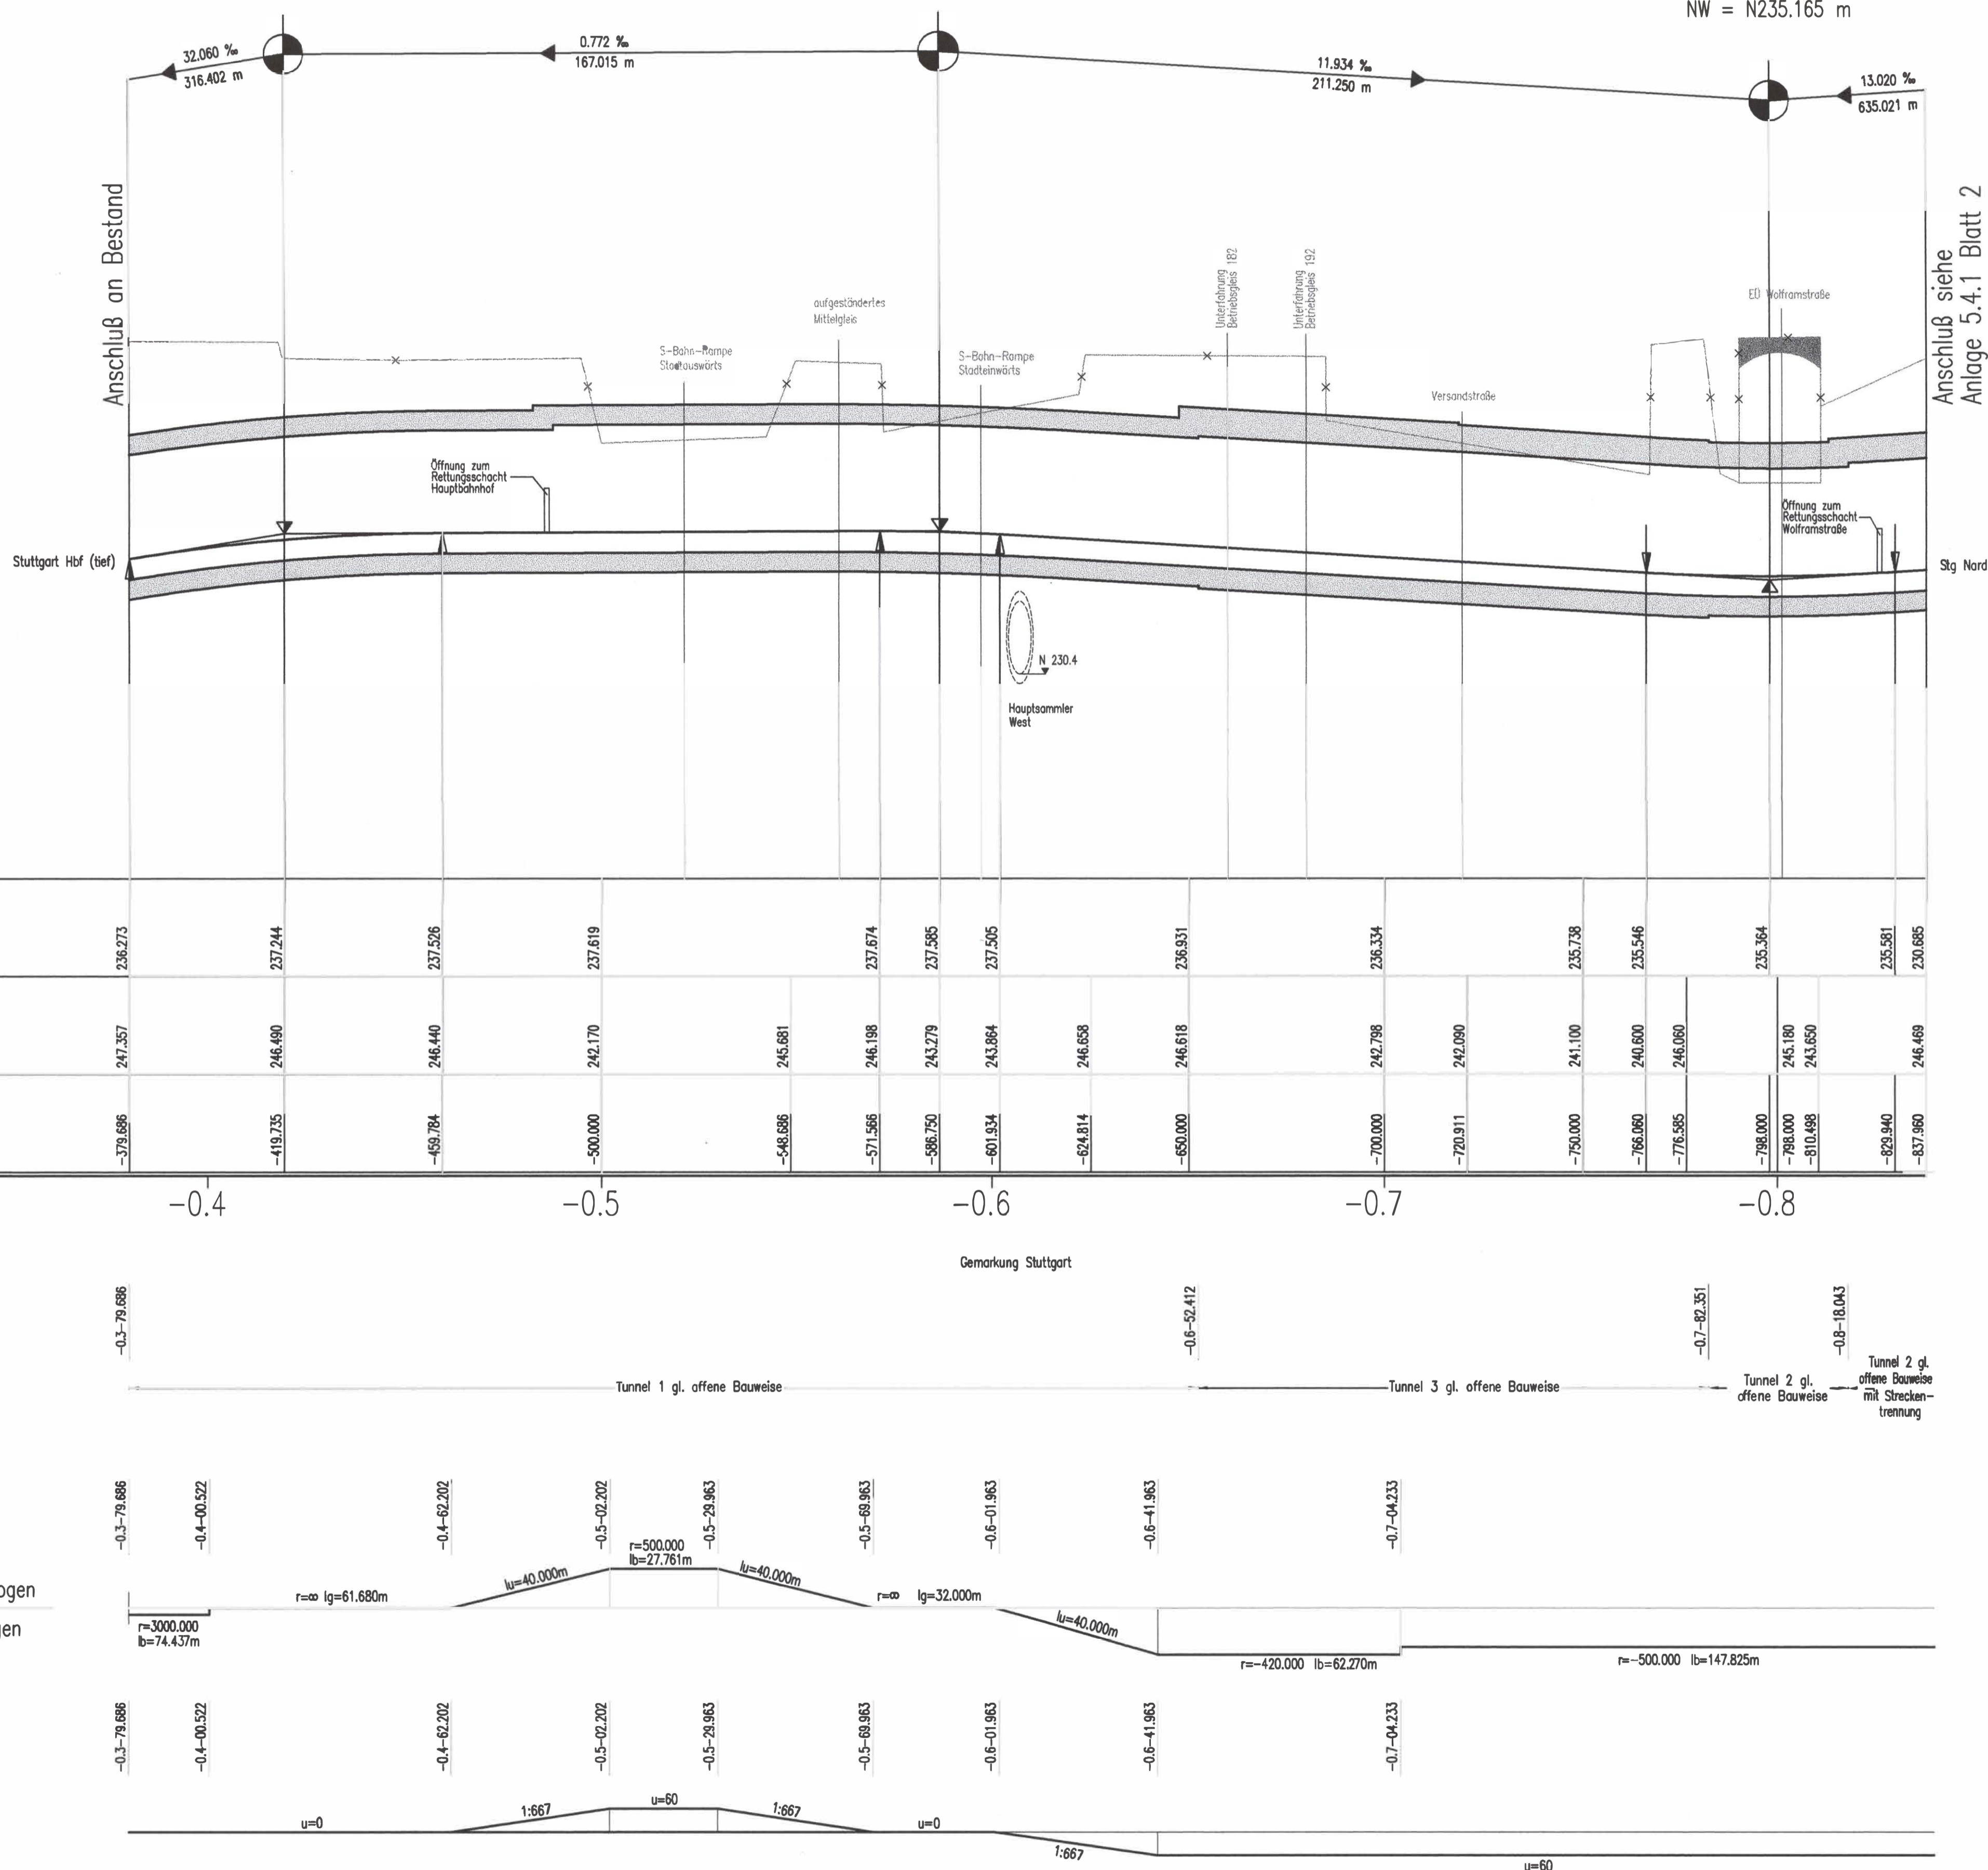 NW = N235.165 m
32.060 ‰
316.402 m
0.772 ‰
167.015 m
11.934 ‰
211.250 m
13.020 ‰
635.021 m
Anschluß an Bestand
Anschluß siehe
Anlage 5.4.1 Blatt 2
aufgeständertes
Mittelgleis
S-Bahn-Rampe
Stadtauswärts
S-Bahn-Rampe
Stadteinwärts
Unterfahrung
Betriebsgleis 182
Unterfahrung
Betriebsgleis 192
Versandstraße
EÜ Wolframstraße
Öffnung zum
Rettungsschacht
Hauptbahnhof
Öffnung zum
Rettungsschacht
Wolframstraße
Stuttgart Hbf (tief)
Stg Nord
N 230.4
Hauptsammler
West
236.273 237.244 237.526 237.619 237.674 237.585 237.505 236.931 236.334 235.738 235.546 235.364 235.581 230.685
247.357 246.490 246.440 242.170 245.681 246.198 243.279 243.864 246.658 246.618 242.798 242.090 241.100 240.600 246.060 245.180 243.650 246.469
-379.686 -419.735 -459.784 -500.000 -548.686 -571.566 -586.750 -601.934 -624.814 -650.000 -700.000 -720.911 -750.000 -766.060 -776.585 -798.000 -798.000 -810.498 -829.940 -837.960
-0.4 -0.5 -0.6 -0.7 -0.8
Gemarkung Stuttgart
-0.3-79.686 -0.6-52.412 -0.7-82.351 -0.8-18.043
Tunnel 1 gl. offene Bauweise
Tunnel 3 gl. offene Bauweise
Tunnel 2 gl.
offene Bauweise
Tunnel 2 gl.
offene Bauweise
mit Strecken-
trennung
-0.3-79.686 -0.4-00.522 -0.4-62.202 -0.5-02.202 -0.5-29.963 -0.5-69.963 -0.6-01.963 -0.6-41.963 -0.7-04.233
ogen
en
r=3000.000
lb=74.437m
r=∞ lg=61.680m
lu=40.000m
r=500.000
lb=27.761m
lu=40.000m
r=∞ lg=32.000m
lu=40.000m
r=-420.000 lb=62.270m
r=-500.000 lb=147.825m
-0.3-79.686 -0.4-00.522 -0.4-62.202 -0.5-02.202 -0.5-29.963 -0.5-69.963 -0.6-01.963 -0.6-41.963 -0.7-04.233
u=0
1:667
u=60
1:667
u=0
1:667
u=60